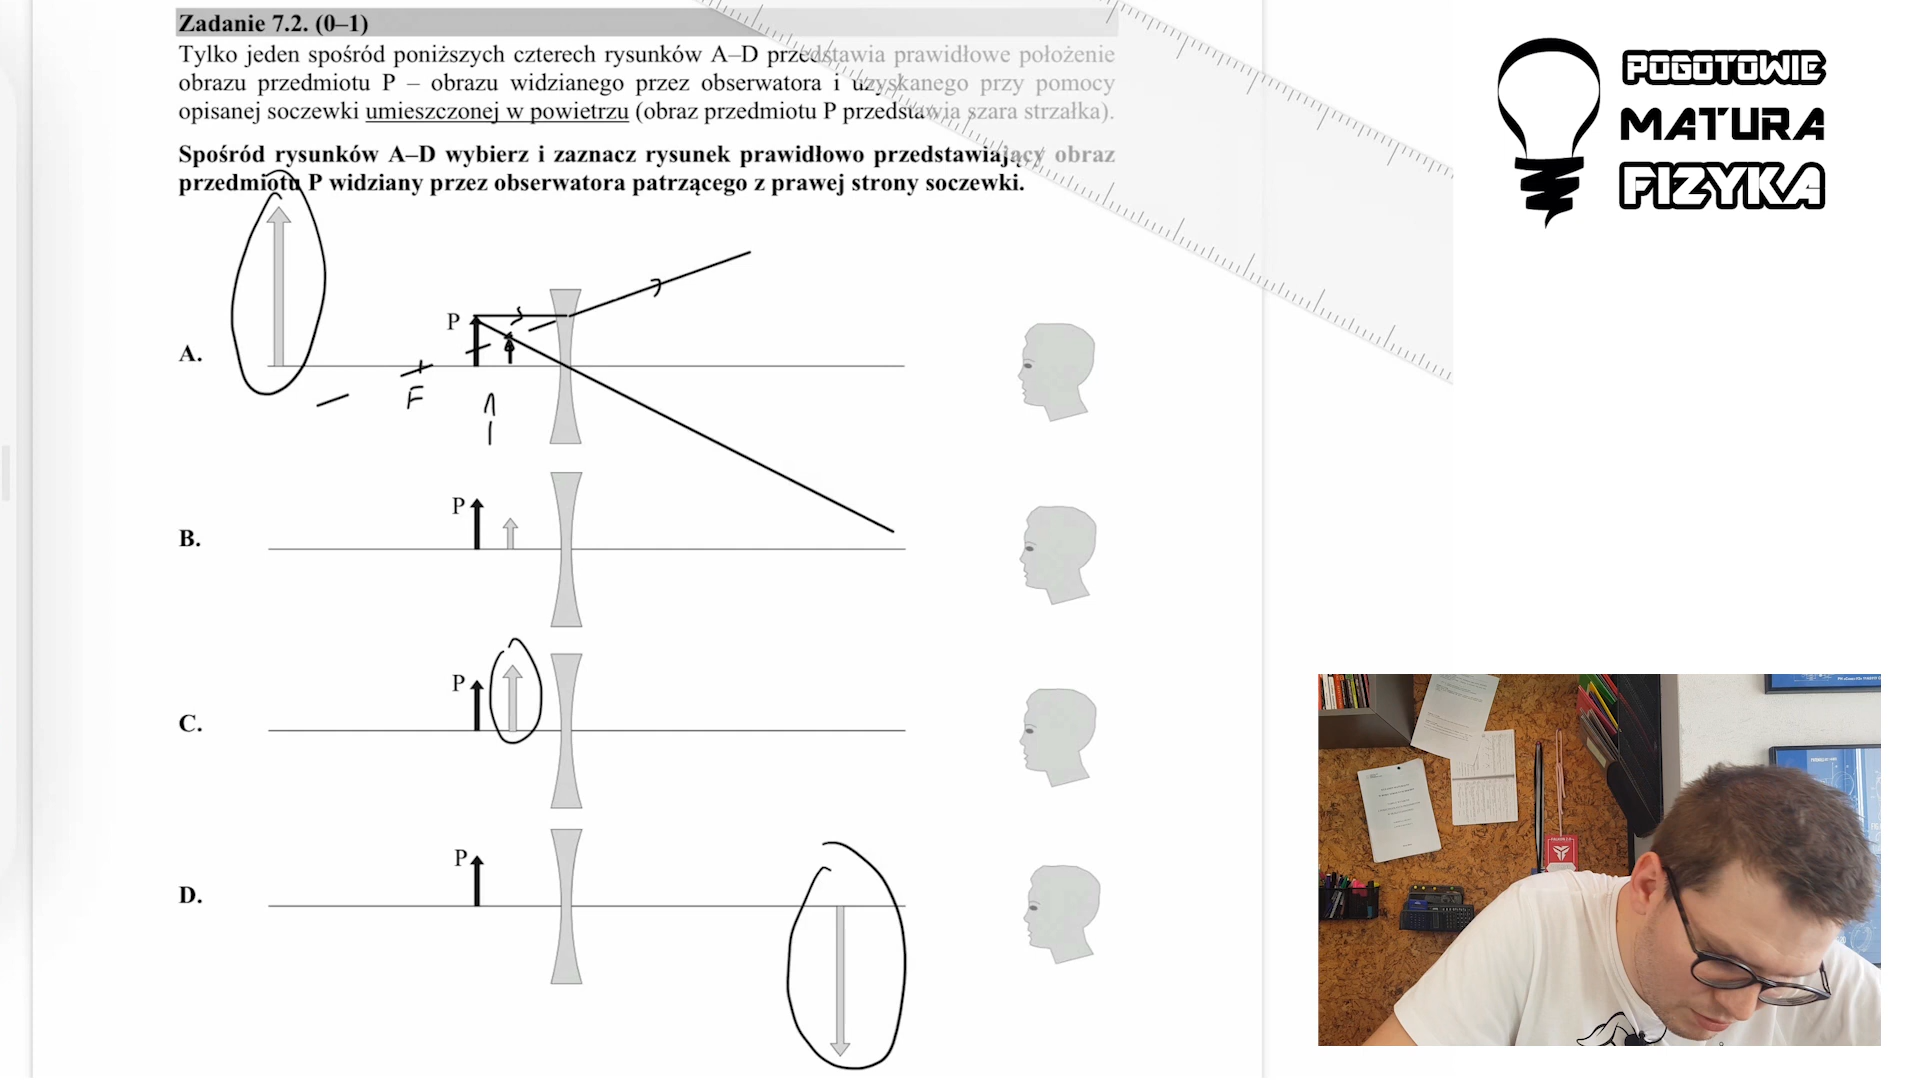 Zadanie 7.2. (0–1)
Tylko jeden spośród poniższych czterech rysunków A–D przedstawia prawidłowe położenie
obrazu przedmiotu P – obrazu widzianego przez obserwatora i uzyskanego przy pomocy
opisanej soczewki umieszczonej w powietrzu (obraz przedmiotu P przedstawia szara strzałka).
Spośród rysunków A–D wybierz i zaznacz rysunek prawidłowo przedstawiający obraz
przedmiotu P widziany przez obserwatora patrzącego z prawej strony soczewki.
POGOTOWIE
MATURA
FIZYKA
P
A.
F
P
B.
P
C.
P
D.